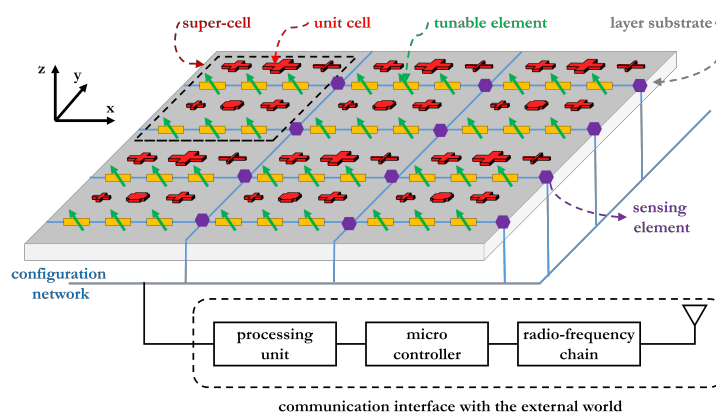 super-cell
unit cell
tunable element
layer substrate
z
y
x
sensing
element
configuration
network
processing
unit
micro
controller
radio-frequency
chain
communication interface with the external world